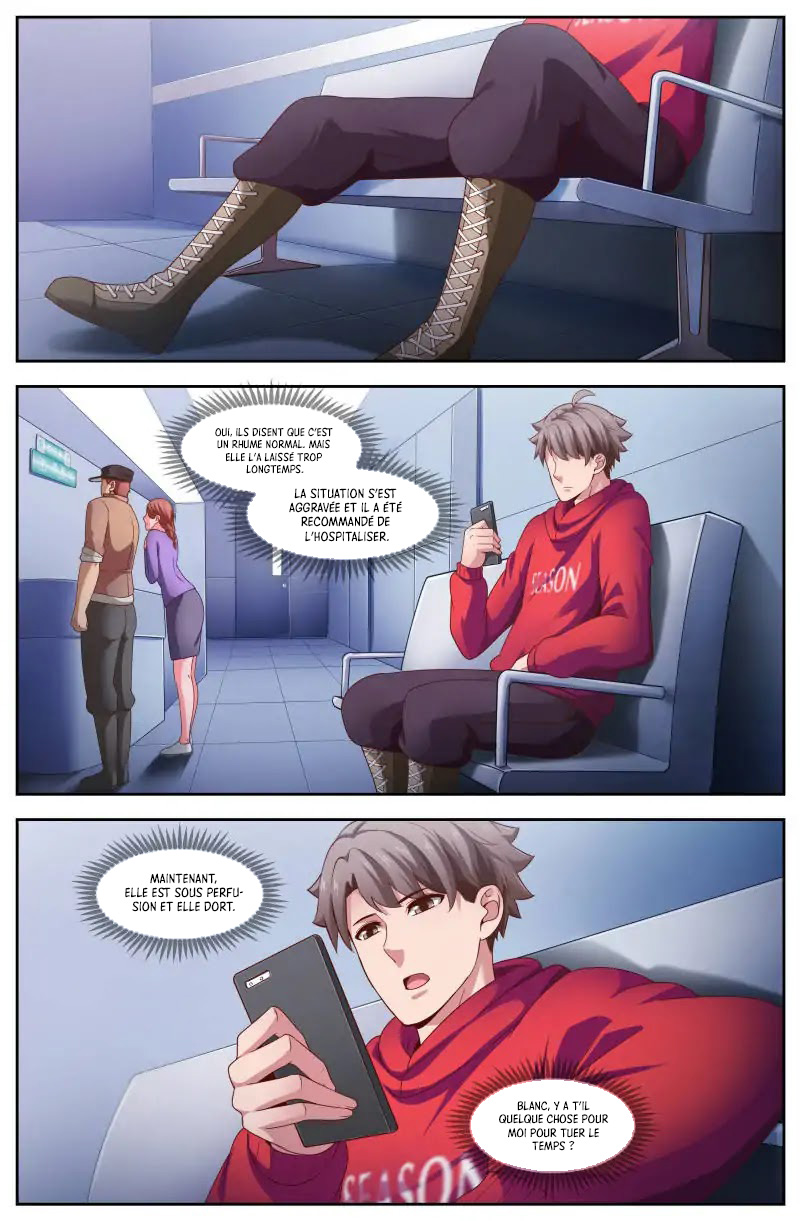 SEASON
OUI, ILS DISENT QUE C'EST
UN RHUME NORMAL. MAIS
ELLE L'A LAISSÉ TROP
LONGTEMPS.
LA SITUATION S'EST
AGGRAVÉE ET IL A ÉTÉ
RECOMMANDÉ DE
L'HOSPITALISER.
SEASON
MAINTENANT,
ELLE EST SOUS PERFU-
SION ET ELLE DORT.
BLANC, Y A T'IL
QUELQUE CHOSE POUR
MOI POUR TUER LE
TEMPS ?
SEASON